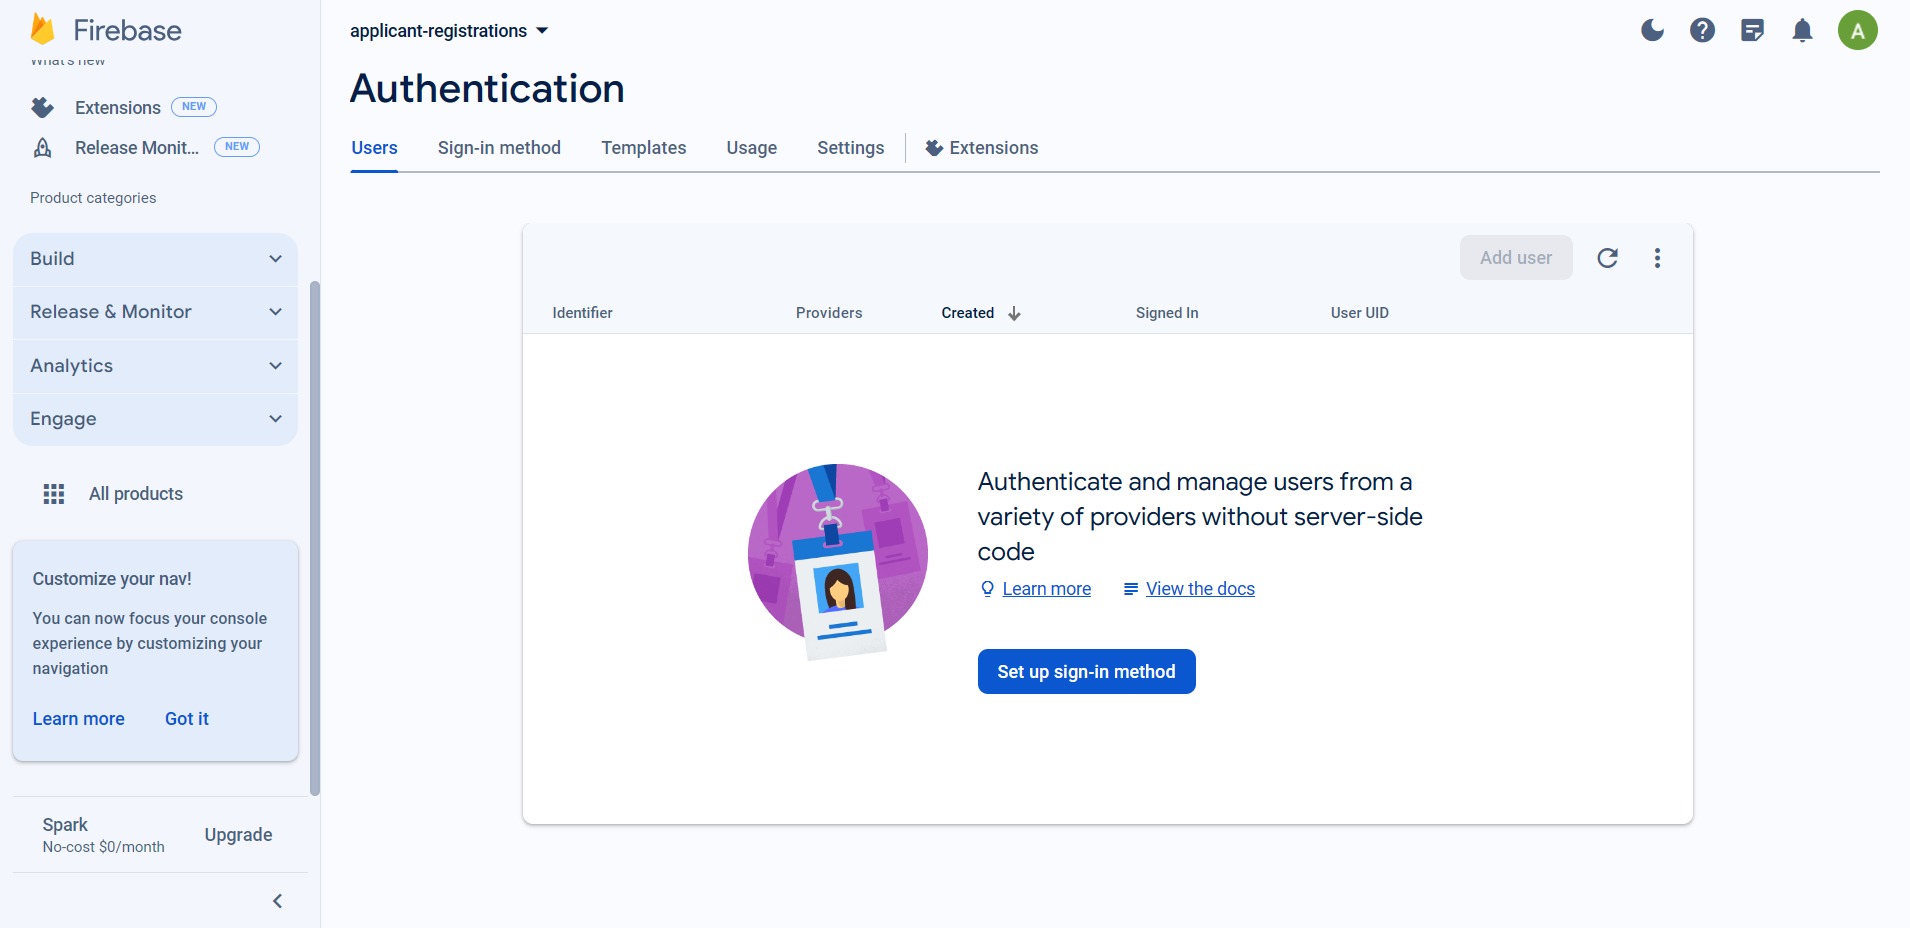 Firebase
applicant-registrations
A
What's new
Extensions NEW
Release Monit... NEW
Product categories
Build
Release & Monitor
Analytics
Engage
All products
Customize your nav!
You can now focus your console
experience by customizing your
navigation
Learn more Got it
Spark
No-cost $0/month
Upgrade
Authentication
Users Sign-in method Templates Usage Settings Extensions
Add user
Identifier Providers Created Signed In User UID
Authenticate and manage users from a
variety of providers without server-side
code
Learn more View the docs
Set up sign-in method